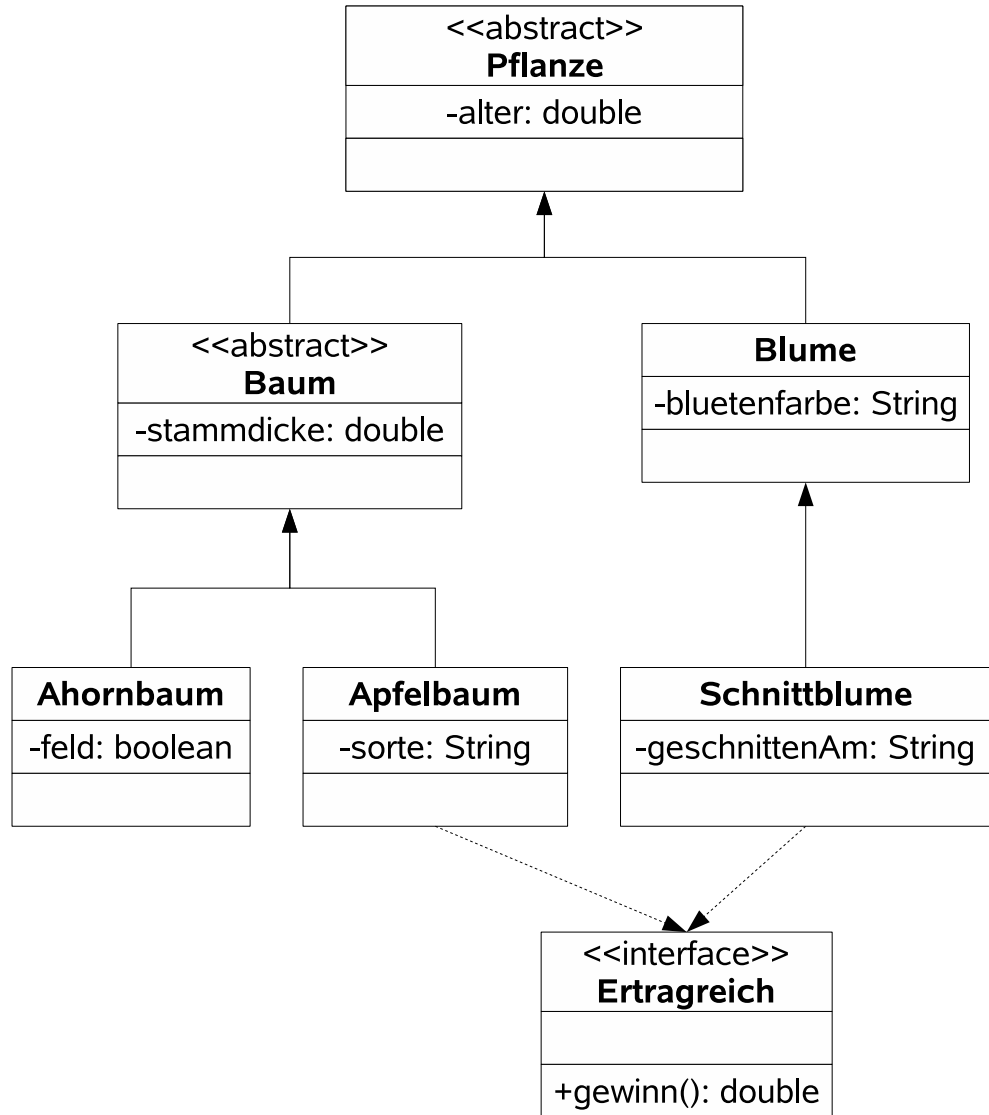 <<abstract>>
Pflanze
-alter: double
<<abstract>>
Baum
-stammdicke: double
Blume
-bluetenfarbe: String
Ahornbaum
-feld: boolean
Apfelbaum
-sorte: String
Schnittblume
-geschnittenAm: String
<<interface>>
Ertragreich
+gewinn(): double